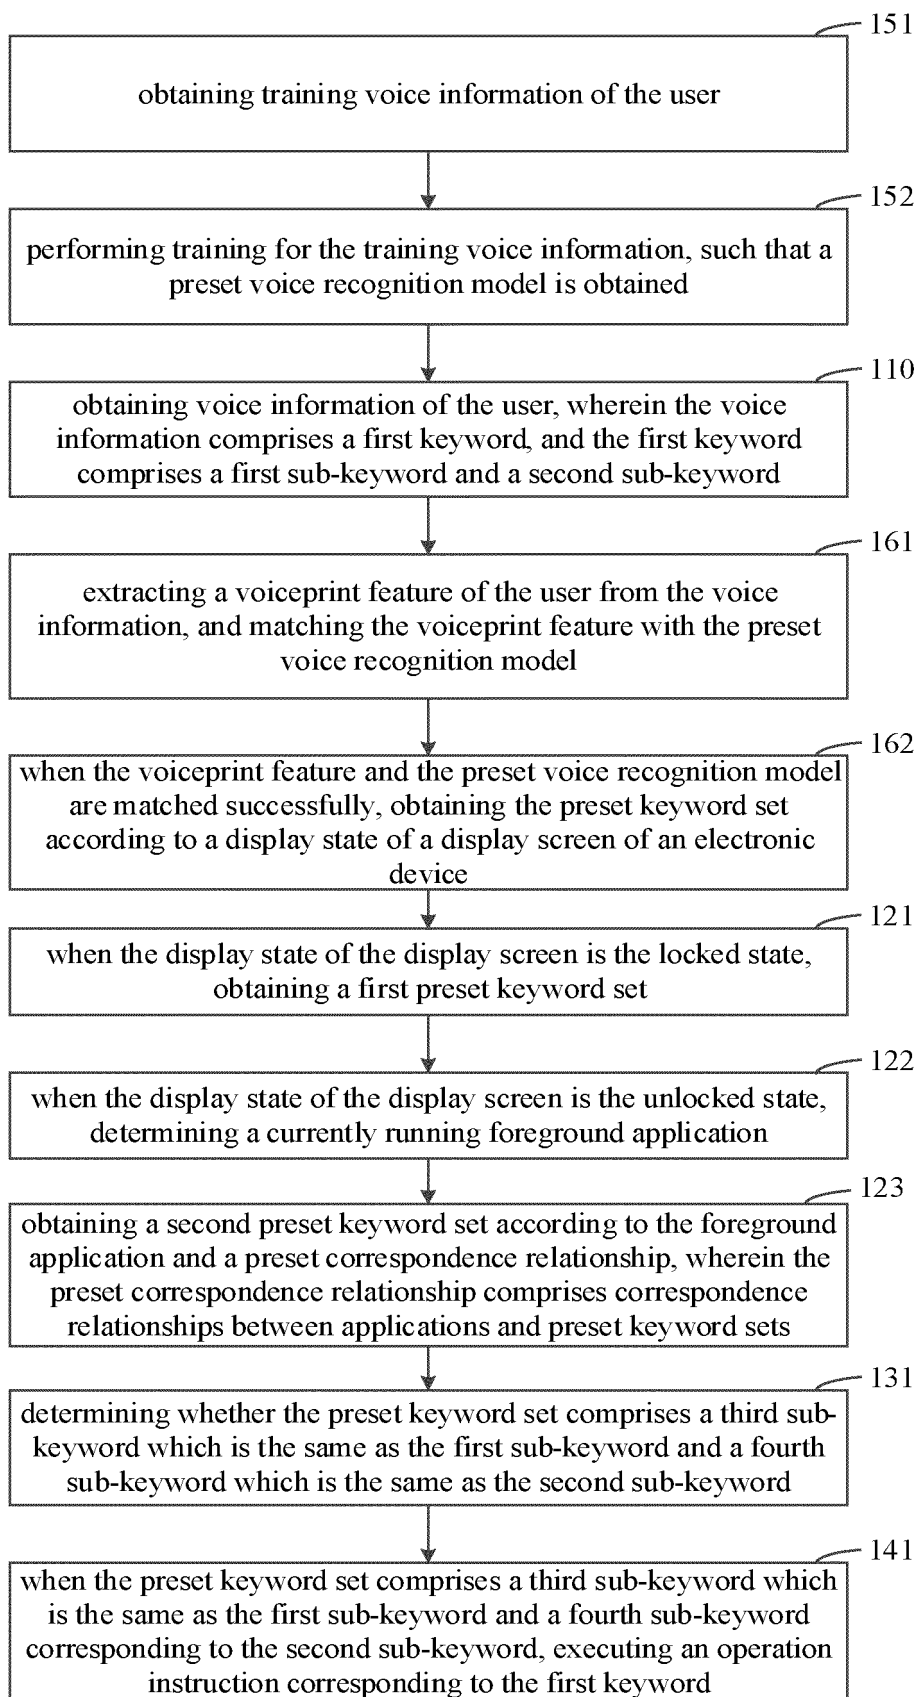 151
obtaining training voice information of the user
152
performing training for the training voice information, such that a
preset voice recognition model is obtained
110
obtaining voice information of the user, wherein the voice
information comprises a first keyword, and the first keyword
comprises a first sub-keyword and a second sub-keyword
161
extracting a voiceprint feature of the user from the voice
information, and matching the voiceprint feature with the preset
voice recognition model
162
when the voiceprint feature and the preset voice recognition model
are matched successfully, obtaining the preset keyword set
according to a display state of a display screen of an electronic
device
121
when the display state of the display screen is the locked state,
obtaining a first preset keyword set
122
when the display state of the display screen is the unlocked state,
determining a currently running foreground application
123
obtaining a second preset keyword set according to the foreground
application and a preset correspondence relationship, wherein the
preset correspondence relationship comprises correspondence
relationships between applications and preset keyword sets
131
determining whether the preset keyword set comprises a third sub-
keyword which is the same as the first sub-keyword and a fourth
sub-keyword which is the same as the second sub-keyword
141
when the preset keyword set comprises a third sub-keyword which
is the same as the first sub-keyword and a fourth sub-keyword
corresponding to the second sub-keyword, executing an operation
instruction corresponding to the first keyword